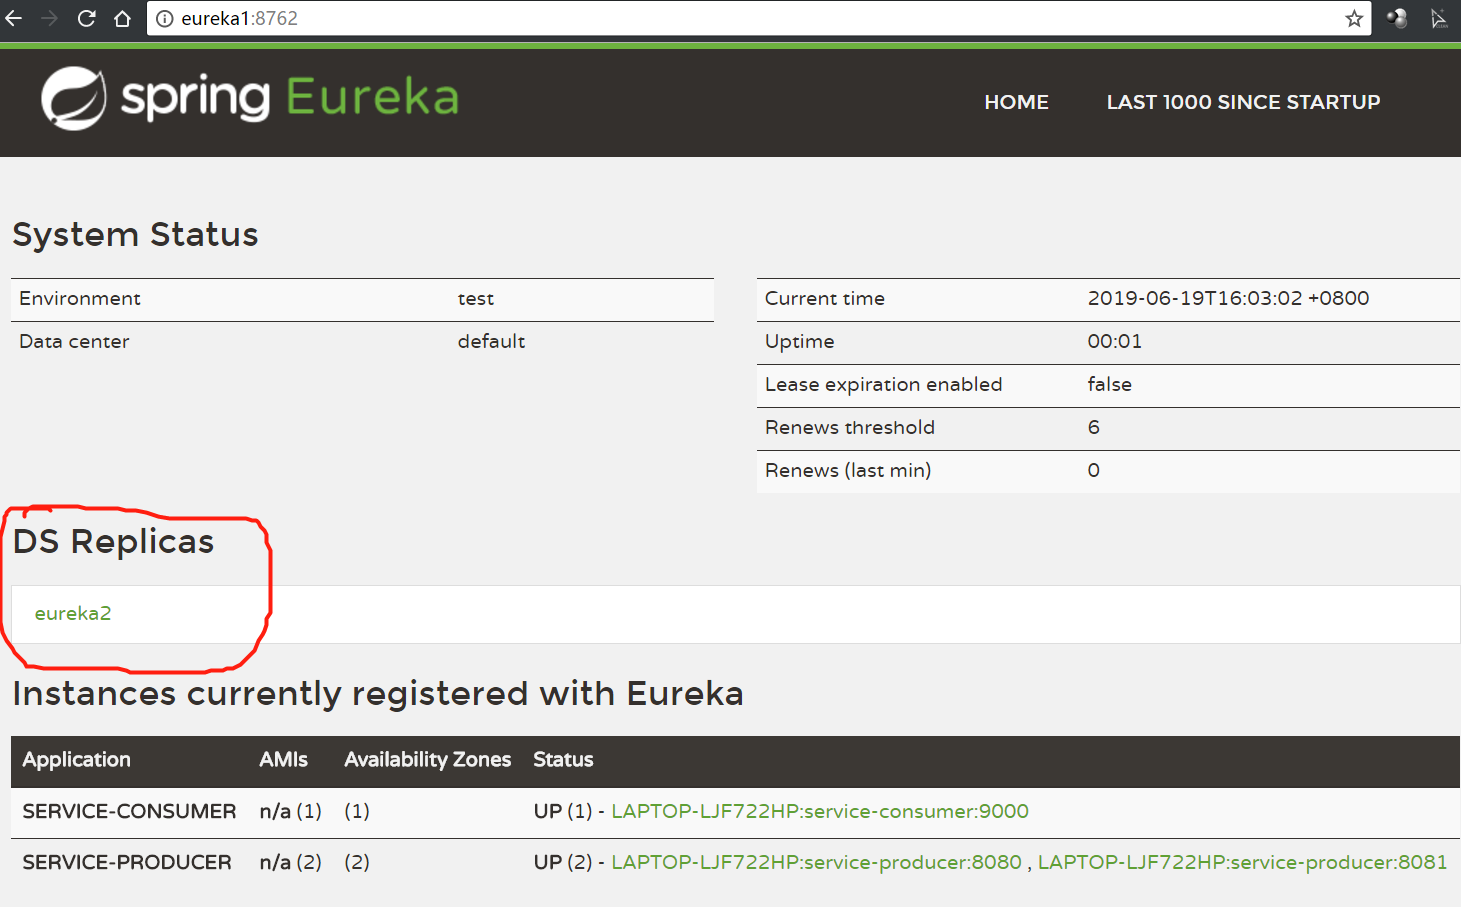 eureka1:8762
spring Eureka
HOME LAST 1000 SINCE STARTUP
System Status
Environment test
Data center default
Current time 2019-06-19T16:03:02 +0800
Uptime 00:01
Lease expiration enabled false
Renews threshold 6
Renews (last min) 0
DS Replicas
eureka2
Instances currently registered with Eureka
Application AMIs Availability Zones Status
SERVICE-CONSUMER n/a (1) (1) UP (1) - LAPTOP-LJF722HP:service-consumer:9000
SERVICE-PRODUCER n/a (2) (2) UP (2) - LAPTOP-LJF722HP:service-producer:8080 , LAPTOP-LJF722HP:service-producer:8081